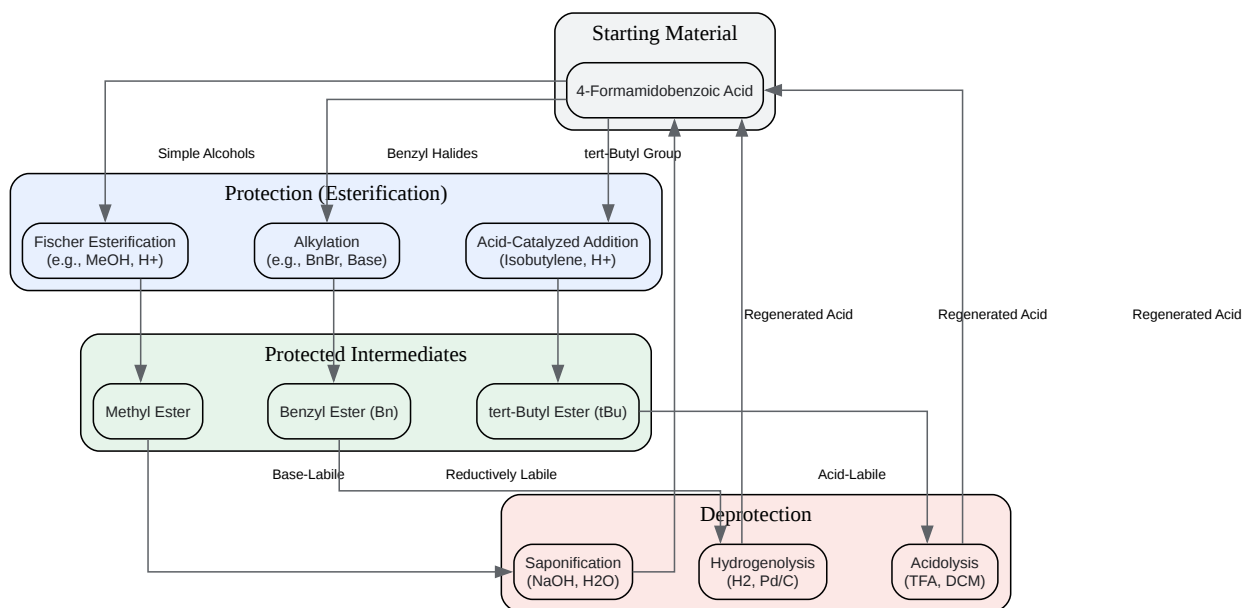 Starting Material
4-Formamidobenzoic Acid
Simple Alcohols
Benzyl Halides
tert-Butyl Group
Protection (Esterification)
Fischer Esterification
(e.g., MeOH, H+)
Alkylation
(e.g., BnBr, Base)
Acid-Catalyzed Addition
(Isobutylene, H+)
Regenerated Acid
Regenerated Acid
Regenerated Acid
Protected Intermediates
Methyl Ester
Benzyl Ester (Bn)
tert-Butyl Ester (tBu)
Base-Labile
Reductively Labile
Acid-Labile
Deprotection
Saponification
(NaOH, H2O)
Hydrogenolysis
(H2, Pd/C)
Acidolysis
(TFA, DCM)